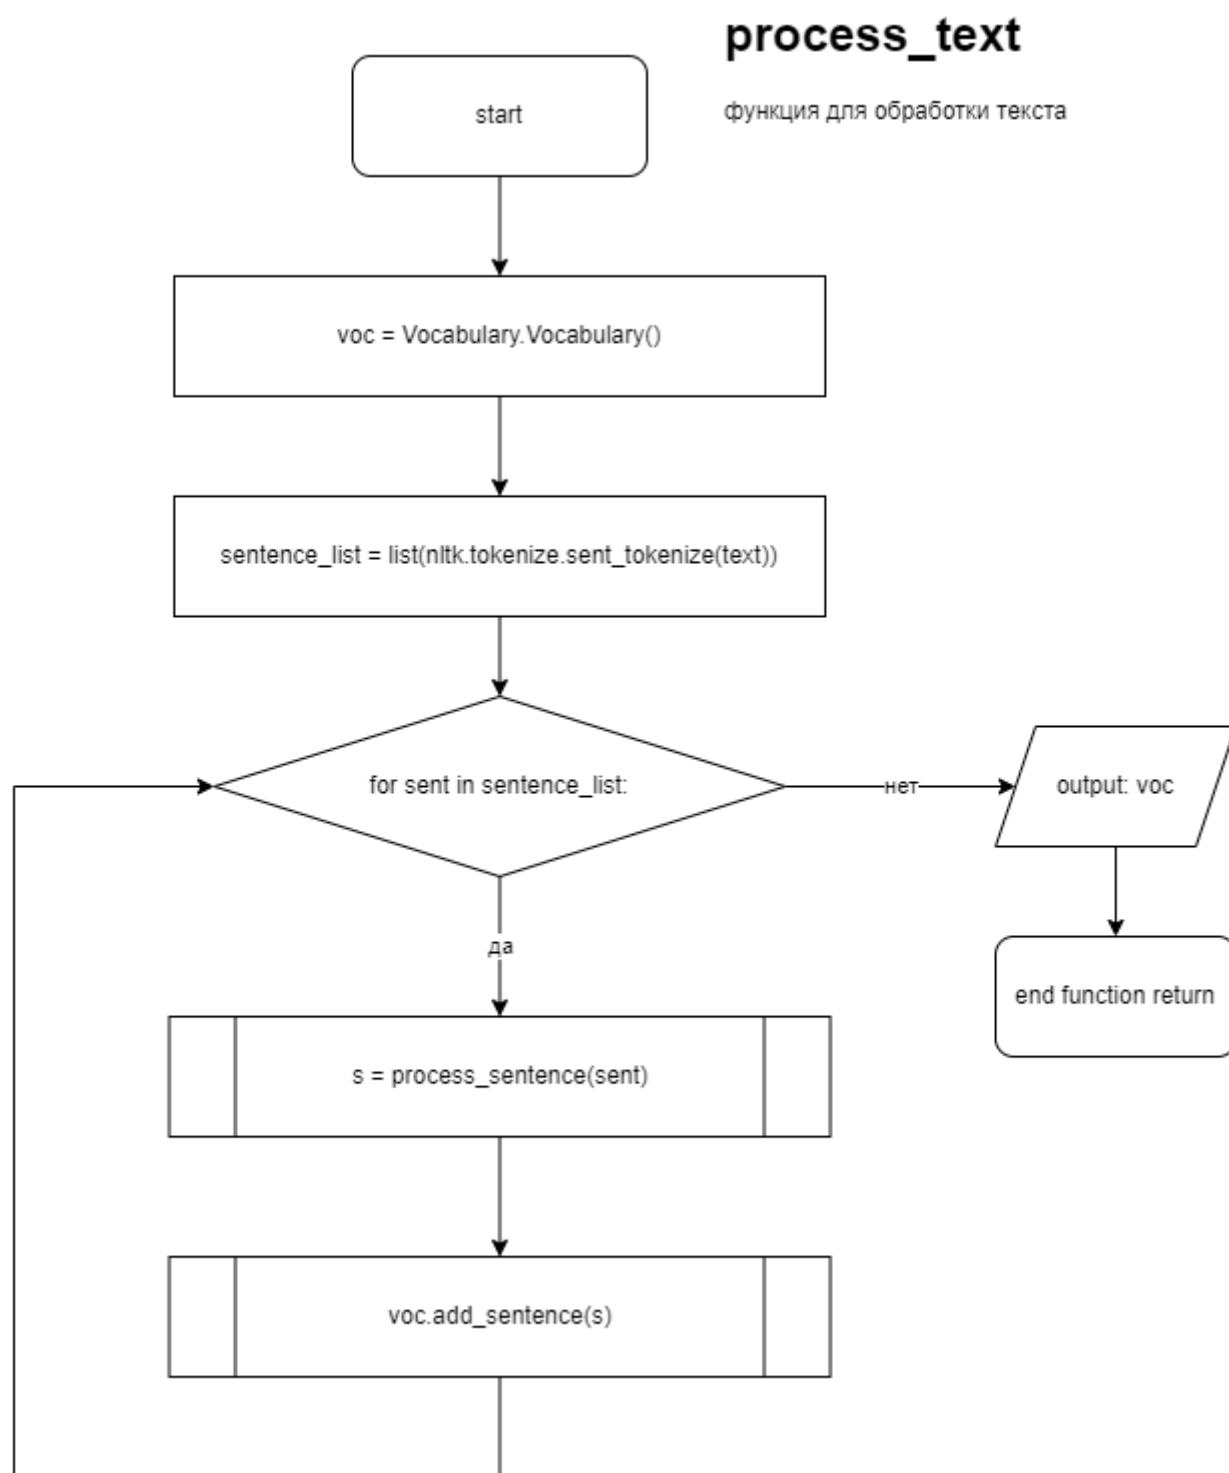 process_text
функция для обработки текста
start
voc = Vocabulary.Vocabulary()
sentence_list = list(nltk.tokenize.sent_tokenize(text))
for sent in sentence_list:
нет
output: voc
да
end function return
s = process_sentence(sent)
voc.add_sentence(s)